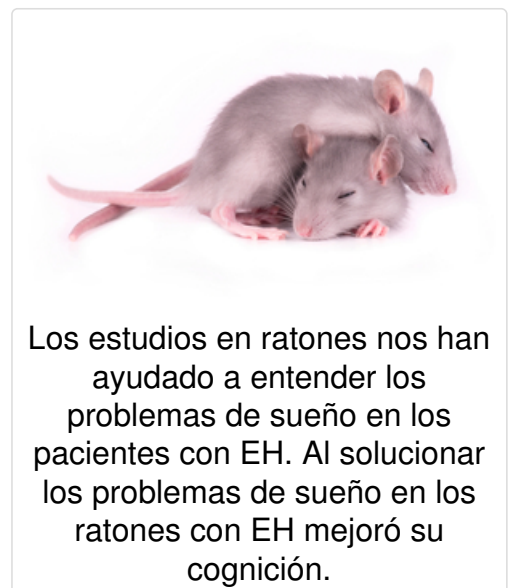 Los estudios en ratones nos han
ayudado a entender los
problemas de sueño en los
pacientes con EH. Al solucionar
los problemas de sueño en los
ratones con EH mejoró su
cognición.